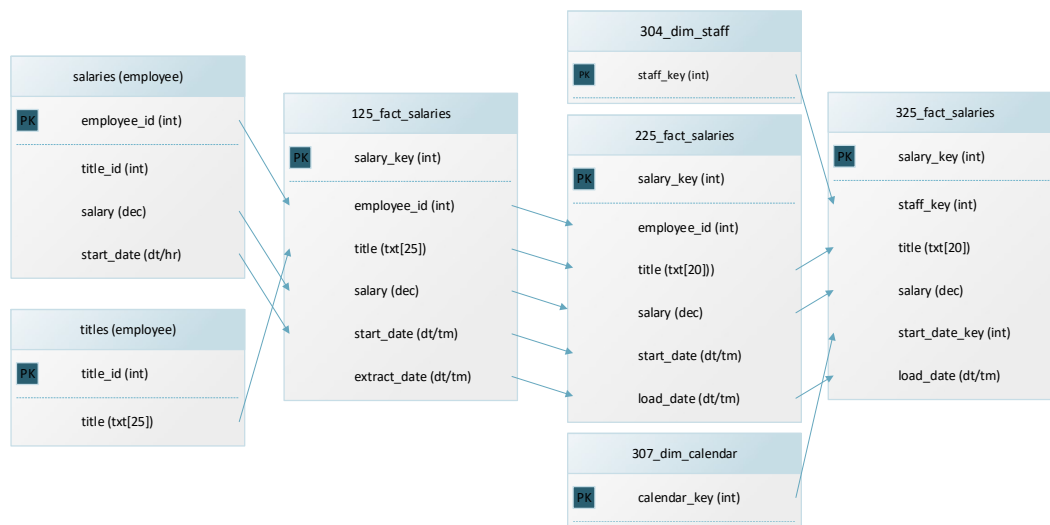 salaries (employee)
PK
employee_id (int)
title_id (int)
salary (dec)
start_date (dt/hr)
titles (employee)
PK
title_id (int)
title (txt[25])
125_fact_salaries
PK
salary_key (int)
employee_id (int)
title (txt[25])
salary (dec)
start_date (dt/tm)
extract_date (dt/tm)
304_dim_staff
PK
staff_key (int)
225_fact_salaries
PK
salary_key (int)
employee_id (int)
title (txt[20]))
salary (dec)
start_date (dt/tm)
load_date (dt/tm)
307_dim_calendar
PK
calendar_key (int)
325_fact_salaries
PK
salary_key (int)
staff_key (int)
title (txt[20])
salary (dec)
start_date_key (int)
load_date (dt/tm)